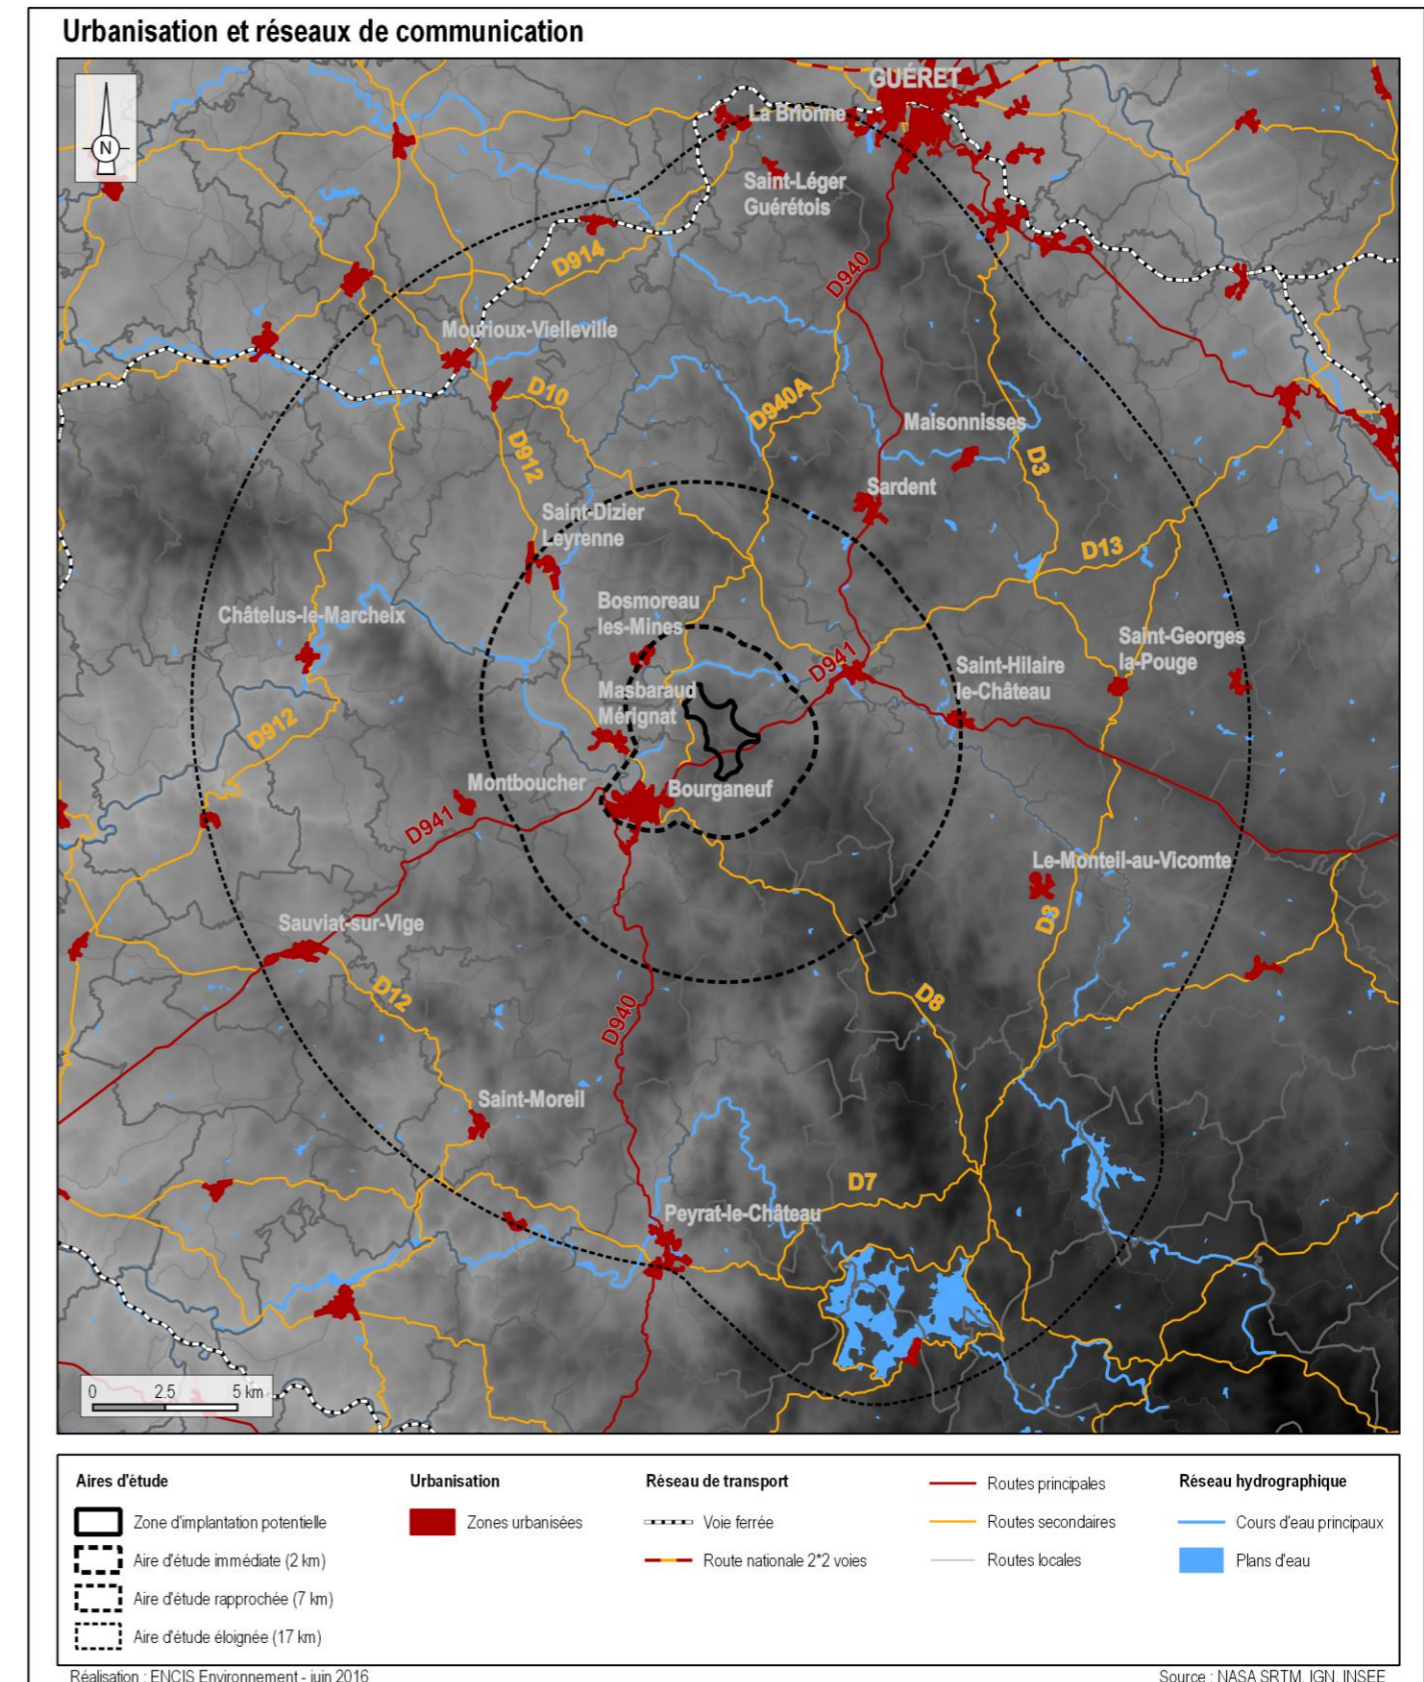 Urbanisation et réseaux de communication
N
GUÉRET
La Brionne
Saint-Léger
Guérétois
D914
D940
Mourioux-Vielleville
D10
D940A
Maisonnisses
D912
D3
Sardent
Saint-Dizier
Leyrenne
D13
Bosmoreau
les-Mines
Châtelus-le-Marcheix
Saint-Georges
la-Pouge
D941
Saint-Hilaire
le-Château
Masbaraud
Mérignat
D912
Montboucher
Bourganeuf
D941
Le-Monteil-au-Vicomte
Sauviat-sur-Vige
D3
D12
D8
D940
Saint-Moreil
D7
Peyrat-le-Château
0 2.5 5 km
Aires d'étude
Zone d'implantation potentielle
Aire d'étude immédiate (2 km)
Aire d'étude rapprochée (7 km)
Aire d'étude éloignée (17 km)
Urbanisation
Zones urbanisées
Réseau de transport
Voie ferrée
Route nationale 2*2 voies
Routes principales
Routes secondaires
Routes locales
Réseau hydrographique
Cours d'eau principaux
Plans d'eau
Réalisation : ENCIS Environnement - juin 2016
Source : NASA SRTM, IGN, INSEE